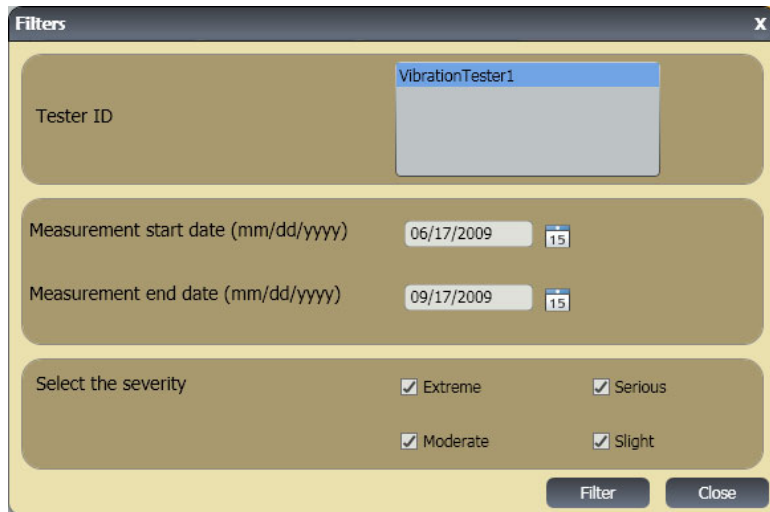 Filters X
VibrationTester1
Tester ID
Measurement start date (mm/dd/yyyy) 06/17/2009 15
Measurement end date (mm/dd/yyyy) 09/17/2009 15
Select the severity Extreme Serious
Moderate Slight
Filter Close